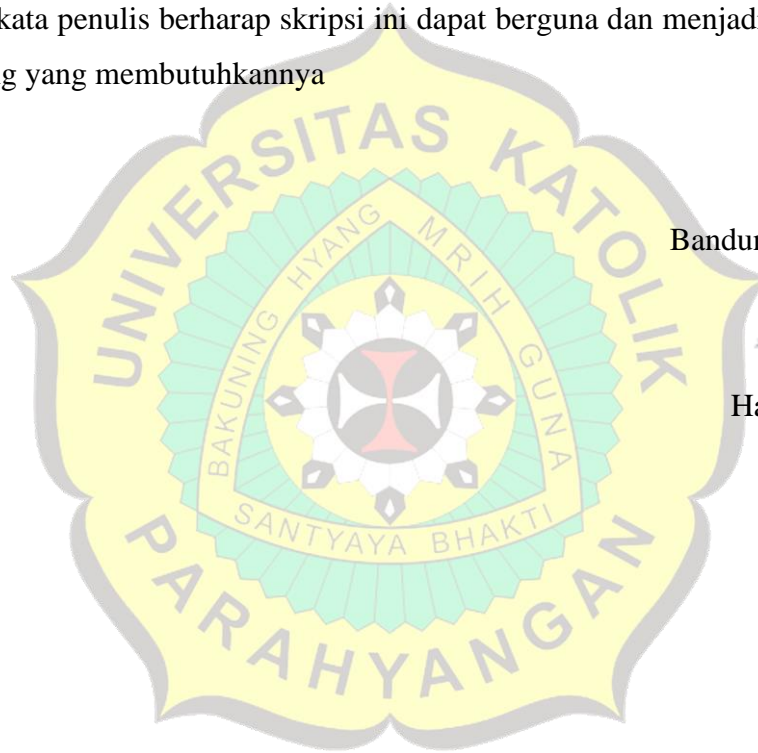 kata penulis berharap skripsi ini dapat berguna dan menjadi
g yang membutuhkannya
UNIVERSITAS KATOLIK
BAKUNING HYANG MRIH GUNA
SANTYAYA BHAKTI
PARAHYANGAN
Bandun
Ha